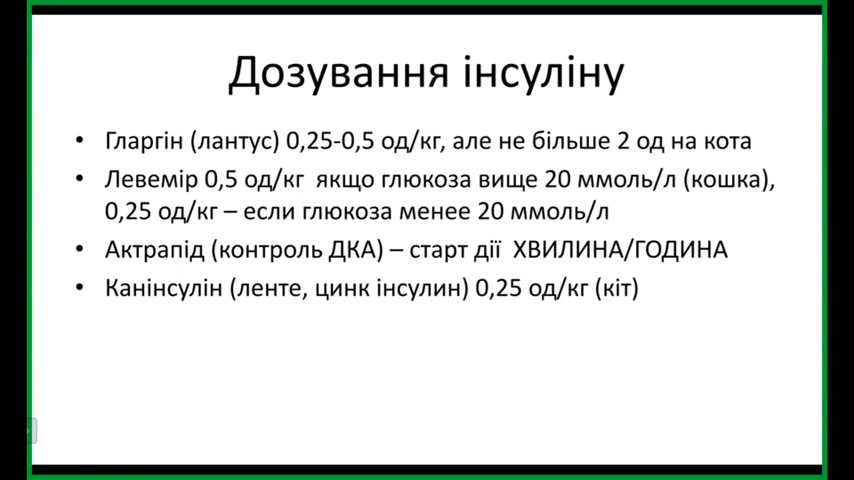 Дозування інсуліну
• Гларгін (лантус) 0,25-0,5 од/кг, але не більше 2 од на кота
• Левемір 0,5 од/кг якщо глюкоза вище 20 ммоль/л (кошка),
0,25 од/кг – если глюкоза менее 20 ммоль/л
• Актрапід (контроль ДКА) – старт дії ХВИЛИНА/ГОДИНА
• Канінсулін (ленте, цинк інсулин) 0,25 од/кг (кіт)